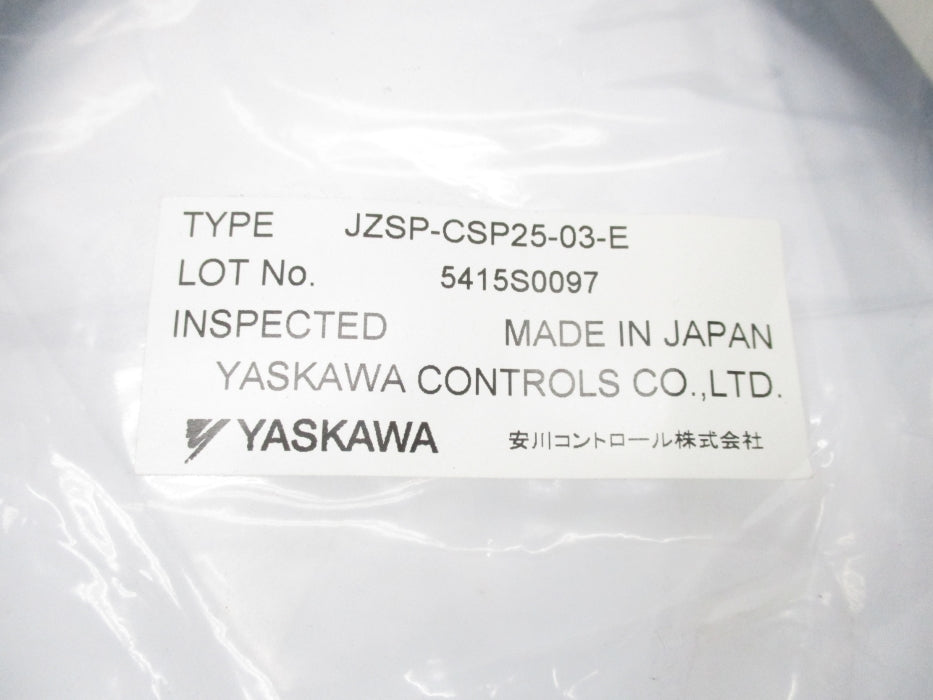 TYPE JZSP-CSP25-03-E
LOT No. 5415S0097
INSPECTED MADE IN JAPAN
YASKAWA CONTROLS CO.,LTD.
YASKAWA 安川コントロール株式会社